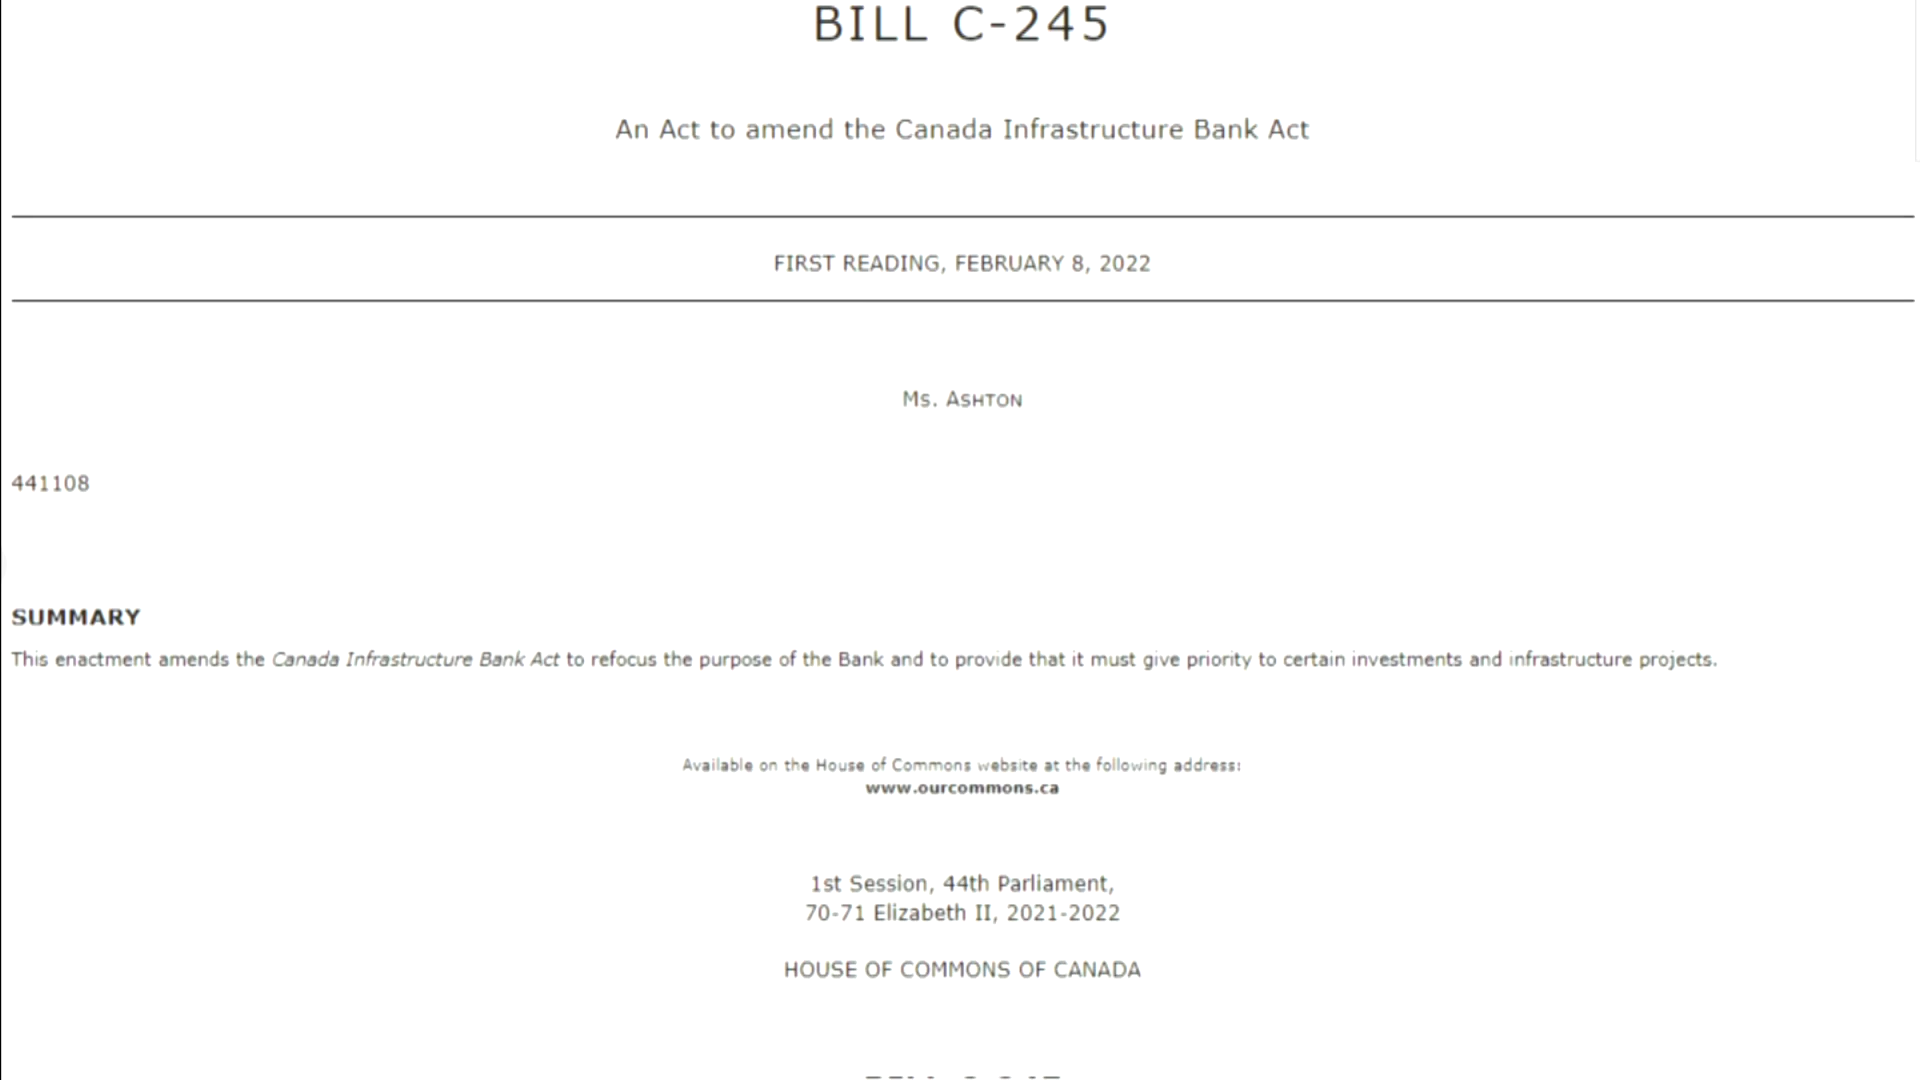 BILL C-245
An Act to amend the Canada Infrastructure Bank Act
FIRST READING, FEBRUARY 8, 2022
Ms. Ashton
441108
SUMMARY
This enactment amends the Canada Infrastructure Bank Act to refocus the purpose of the Bank and to provide that it must give priority to certain investments and infrastructure projects.
Available on the House of Commons website at the following address:
www.ourcommons.ca
1st Session, 44th Parliament,
70-71 Elizabeth II, 2021-2022
HOUSE OF COMMONS OF CANADA